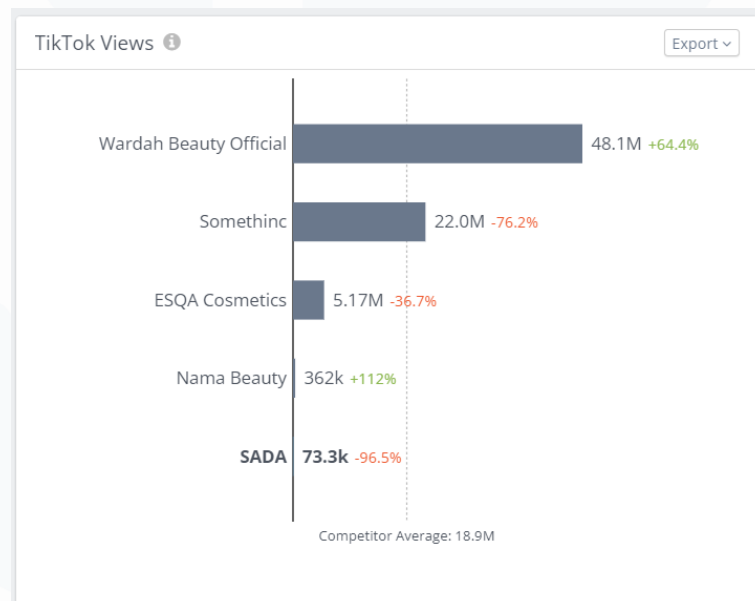 TikTok Views
Export
Wardah Beauty Official 48.1M +64.4%
Somethinc 22.0M -76.2%
ESQA Cosmetics 5.17M -36.7%
Nama Beauty 362k +112%
SADA 73.3k -96.5%
Competitor Average: 18.9M